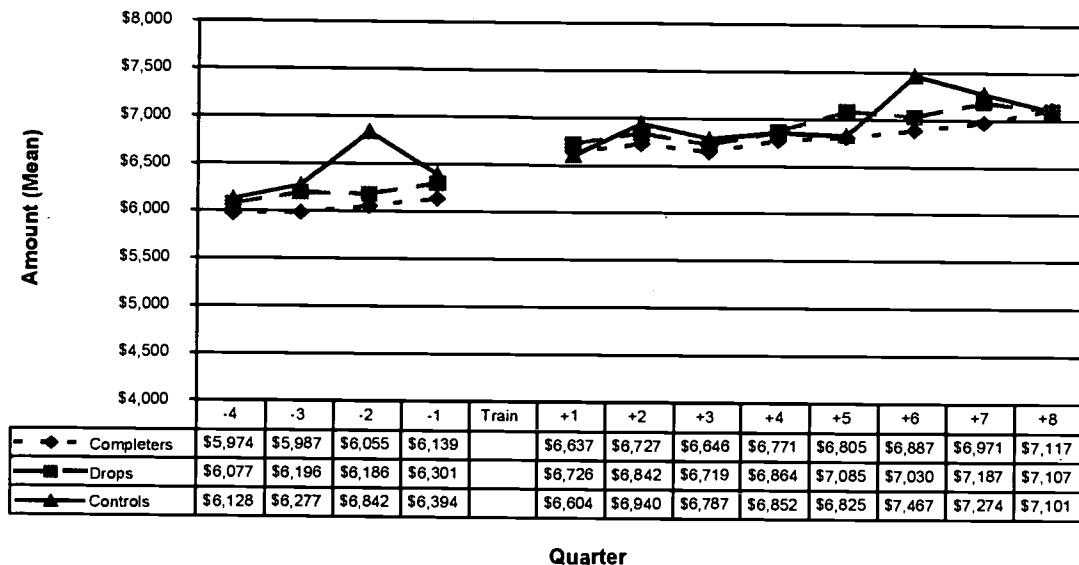 $8,000
$7,500
$7,000
$6,500
$6,000
$5,500
$5,000
$4,500
$4,000
Amount (Mean)
-4 -3 -2 -1 Train +1 +2 +3 +4 +5 +6 +7 +8
Completers $5,974 $5,987 $6,055 $6,139 $6,637 $6,727 $6,646 $6,771 $6,805 $6,887 $6,971 $7,117
Drops $6,077 $6,196 $6,186 $6,301 $6,726 $6,842 $6,719 $6,864 $7,085 $7,030 $7,187 $7,107
Controls $6,128 $6,277 $6,842 $6,394 $6,604 $6,940 $6,787 $6,852 $6,825 $7,467 $7,274 $7,101
Quarter